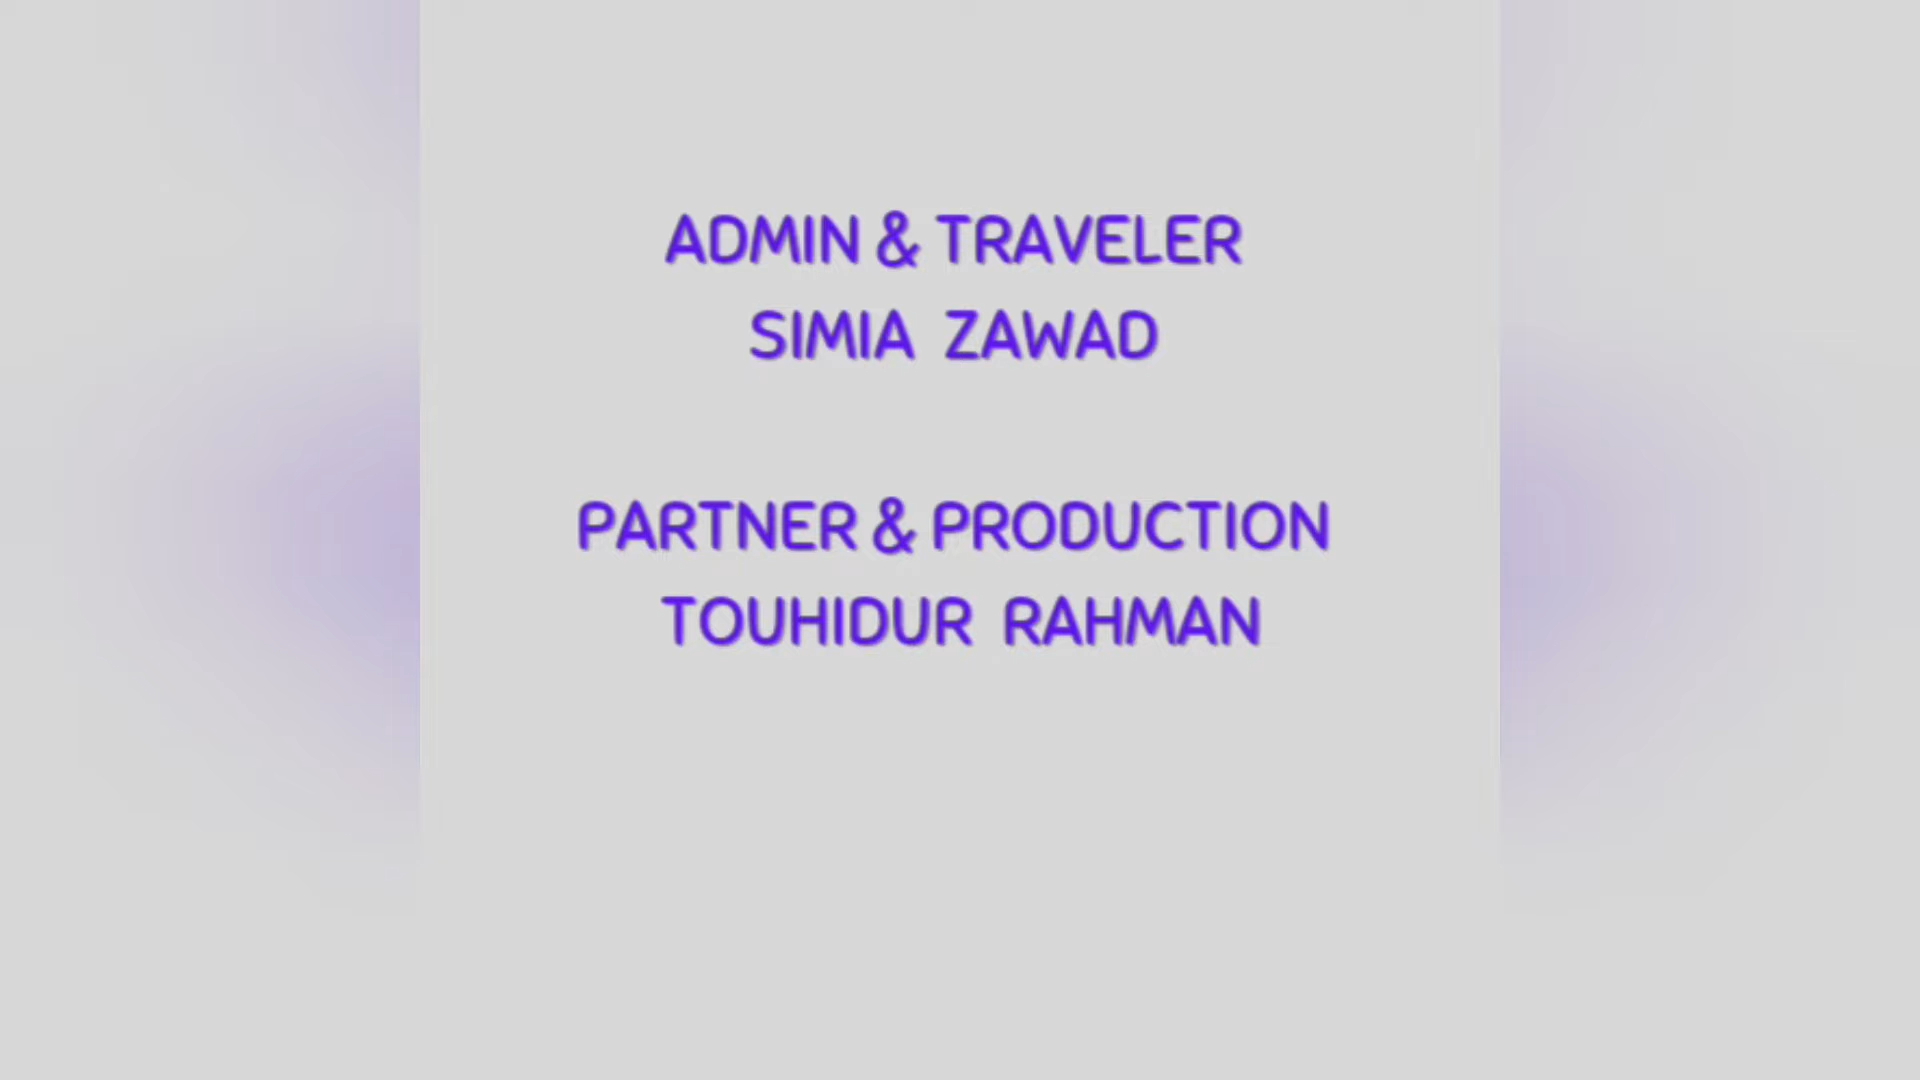 ADMIN & TRAVELER
SIMIA ZAWAD
PARTNER & PRODUCTION
TOUHIDUR RAHMAN